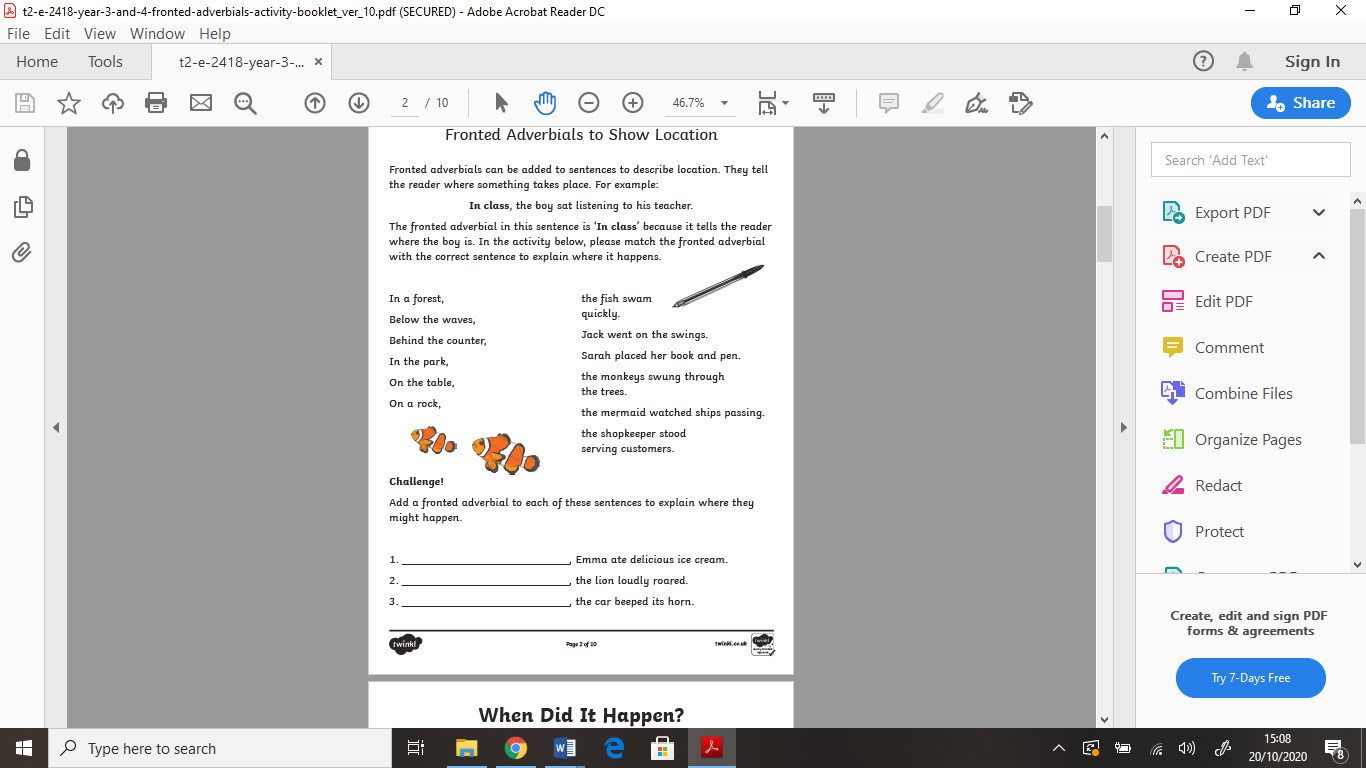 t2-e-2418-year-3-and-4-fronted-adverbials-activity-booklet_ver_10.pdf (SECURED) - Adobe Acrobat Reader DC
File Edit View Window Help
Home Tools t2-e-2418-year-3-... × Sign In
2 / 10 46.7% Share
Fronted Adverbials to Show Location
Fronted adverbials can be added to sentences to describe location. They tell
the reader where something takes place. For example:
In class, the boy sat listening to his teacher.
The fronted adverbial in this sentence is 'In class' because it tells the reader
where the boy is. In the activity below, please match the fronted adverbial
with the correct sentence to explain where it happens.
In a forest,
Below the waves,
Behind the counter,
In the park,
On the table,
On a rock,
the fish swam
quickly.
Jack went on the swings.
Sarah placed her book and pen.
the monkeys swung through
the trees.
the mermaid watched ships passing.
the shopkeeper stood
serving customers.
Challenge!
Add a fronted adverbial to each of these sentences to explain where they
might happen.
1. ____________________________, Emma ate delicious ice cream.
2. ____________________________, the lion loudly roared.
3. ____________________________, the car beeped its horn.
twinkl Page 2 of 10 twinkl.co.uk
When Did It Happen?
Search 'Add Text'
Export PDF
Create PDF
Edit PDF
Comment
Combine Files
Organize Pages
Redact
Protect
Create, edit and sign PDF
forms & agreements
Try 7-Days Free
Type here to search
15:08
20/10/2020
8